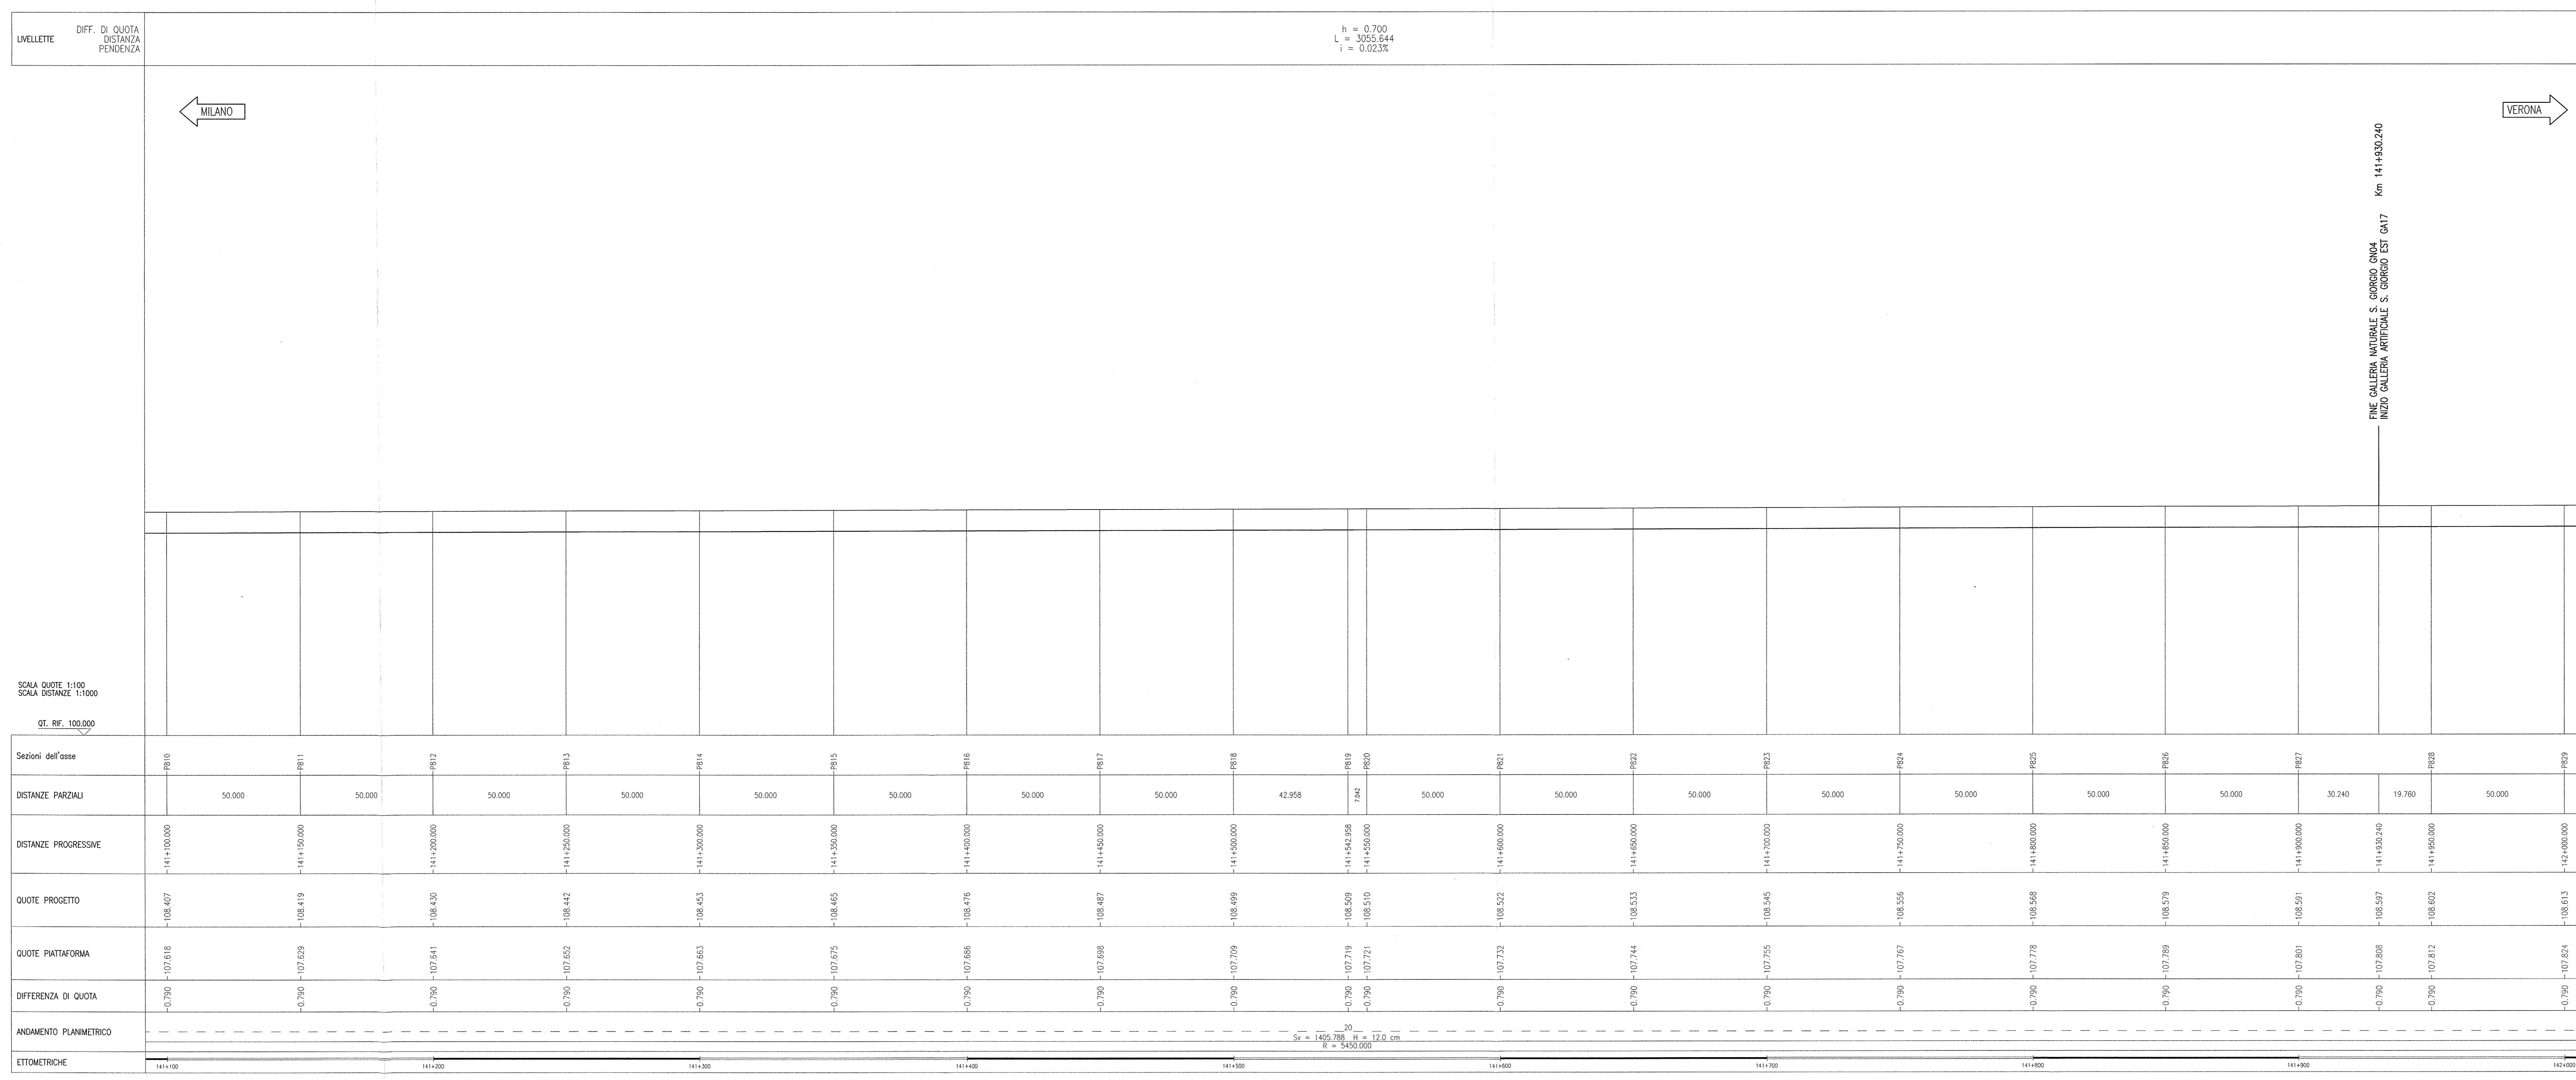 LIVELLETTE
DIFF. DI QUOTA
DISTANZA
PENDENZA
h = 0.700
L = 3055.644
i = 0.023%
MILANO
VERONA
FINE GALLERIA NATURALE S. GIORGIO GN04
INIZIO GALLERIA ARTIFICIALE S. GIORGIO EST GA17 Km 141+930.240
SCALA QUOTE 1:100
SCALA DISTANZE 1:1000
QT. RIF. 100.000
Sezioni dell'asse P810 P811 P812 P813 P814 P815 P816 P817 P818 P819 P820 P821 P822 P823 P824 P825 P826 P827 P828 P829
DISTANZE PARZIALI 50.000 50.000 50.000 50.000 50.000 50.000 50.000 50.000 42.958 7.042 50.000 50.000 50.000 50.000 50.000 50.000 50.000 30.240 19.760 50.000
DISTANZE PROGRESSIVE 141+100.000 141+150.000 141+200.000 141+250.000 141+300.000 141+350.000 141+400.000 141+450.000 141+500.000 141+542.958 141+550.000 141+600.000 141+650.000 141+700.000 141+750.000 141+800.000 141+850.000 141+900.000 141+930.240 141+950.000 142+000.000
QUOTE PROGETTO 108.407 108.419 108.430 108.442 108.453 108.465 108.476 108.487 108.499 108.509 108.510 108.522 108.533 108.545 108.556 108.568 108.579 108.591 108.597 108.602 108.613
QUOTE PIATTAFORMA 107.618 107.629 107.641 107.652 107.663 107.675 107.686 107.698 107.709 107.719 107.721 107.732 107.744 107.755 107.767 107.778 107.789 107.801 107.808 107.812 107.824
DIFFERENZA DI QUOTA 0.790 0.790 0.790 0.790 0.790 0.790 0.790 0.790 0.790 0.790 0.790 0.790 0.790 0.790 0.790 0.790 0.790 0.790 0.790 0.790 0.790
ANDAMENTO PLANIMETRICO
20
Sv = 1405.788 H = 12.0 cm
R = 5450.000
ETTOMETRICHE
141+100 141+200 141+300 141+400 141+500 141+600 141+700 141+800 141+900 142+000